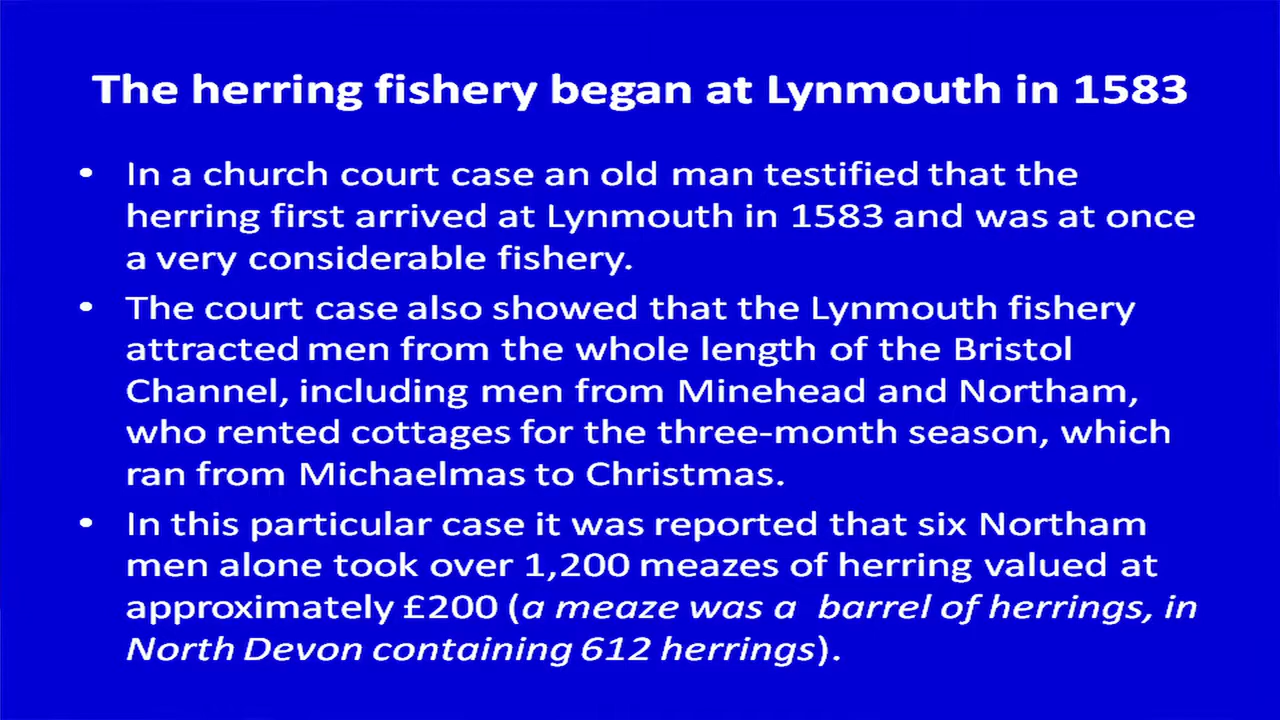 The herring fishery began at Lynmouth in 1583
• In a church court case an old man testified that the
herring first arrived at Lynmouth in 1583 and was at once
a very considerable fishery.
• The court case also showed that the Lynmouth fishery
attracted men from the whole length of the Bristol
Channel, including men from Minehead and Northam,
who rented cottages for the three-month season, which
ran from Michaelmas to Christmas.
• In this particular case it was reported that six Northam
men alone took over 1,200 meazes of herring valued at
approximately £200 (a meaze was a barrel of herrings, in
North Devon containing 612 herrings).